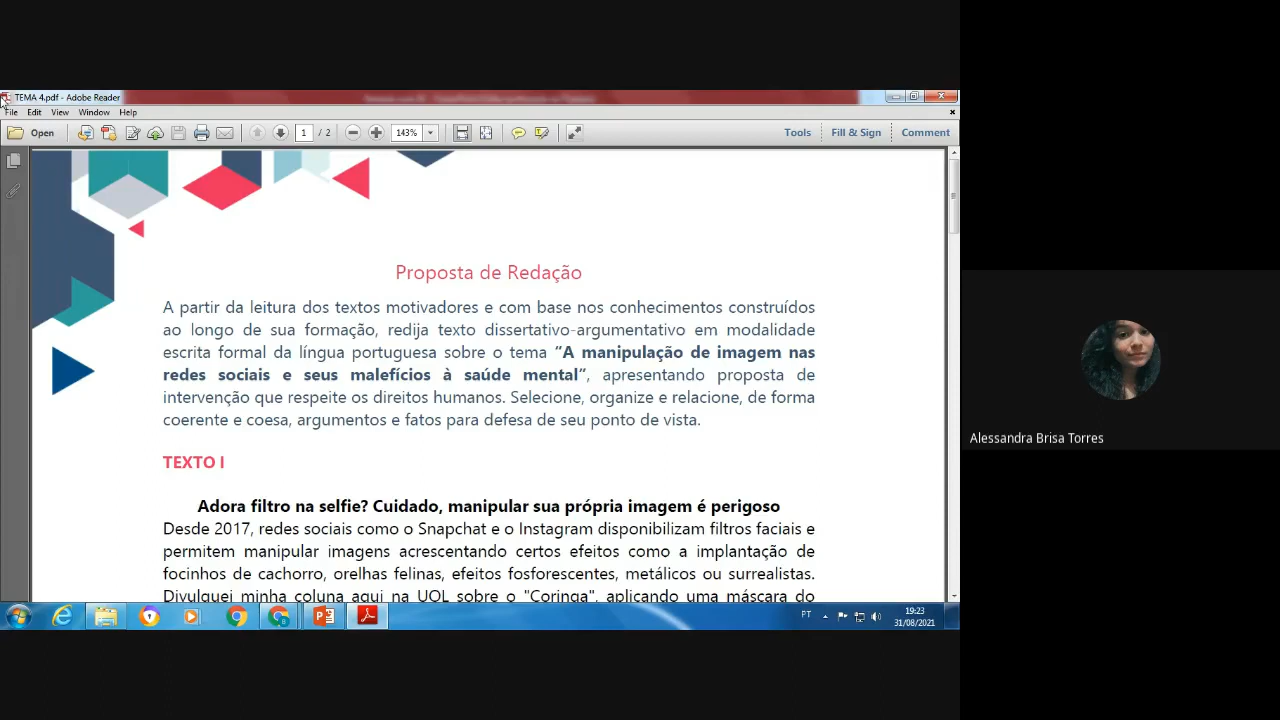 TEMA 4.pdf - Adobe Reader
File Edit View Window Help
Open 1 / 2 143% Tools Fill & Sign Comment
Proposta de Redação
A partir da leitura dos textos motivadores e com base nos conhecimentos construídos
ao longo de sua formação, redija texto dissertativo-argumentativo em modalidade
escrita formal da língua portuguesa sobre o tema “A manipulação de imagem nas
redes sociais e seus malefícios à saúde mental”, apresentando proposta de
intervenção que respeite os direitos humanos. Selecione, organize e relacione, de forma
coerente e coesa, argumentos e fatos para defesa de seu ponto de vista.
TEXTO I
Adora filtro na selfie? Cuidado, manipular sua própria imagem é perigoso
Desde 2017, redes sociais como o Snapchat e o Instagram disponibilizam filtros faciais e
permitem manipular imagens acrescentando certos efeitos como a implantação de
focinhos de cachorro, orelhas felinas, efeitos fosforescentes, metálicos ou surrealistas.
Divulguei minha coluna aqui na UOL sobre o "Coringa", aplicando uma máscara do
PT
19:23
31/08/2021
Alessandra Brisa Torres